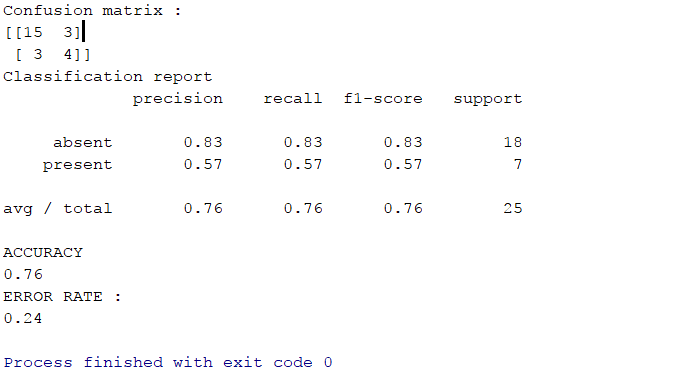 Confusion matrix :
[[15  3]
 [ 3  4]]
Classification report
             precision    recall  f1-score   support

     absent       0.83      0.83      0.83        18
    present       0.57      0.57      0.57         7

avg / total       0.76      0.76      0.76        25

ACCURACY
0.76
ERROR RATE :
0.24

Process finished with exit code 0